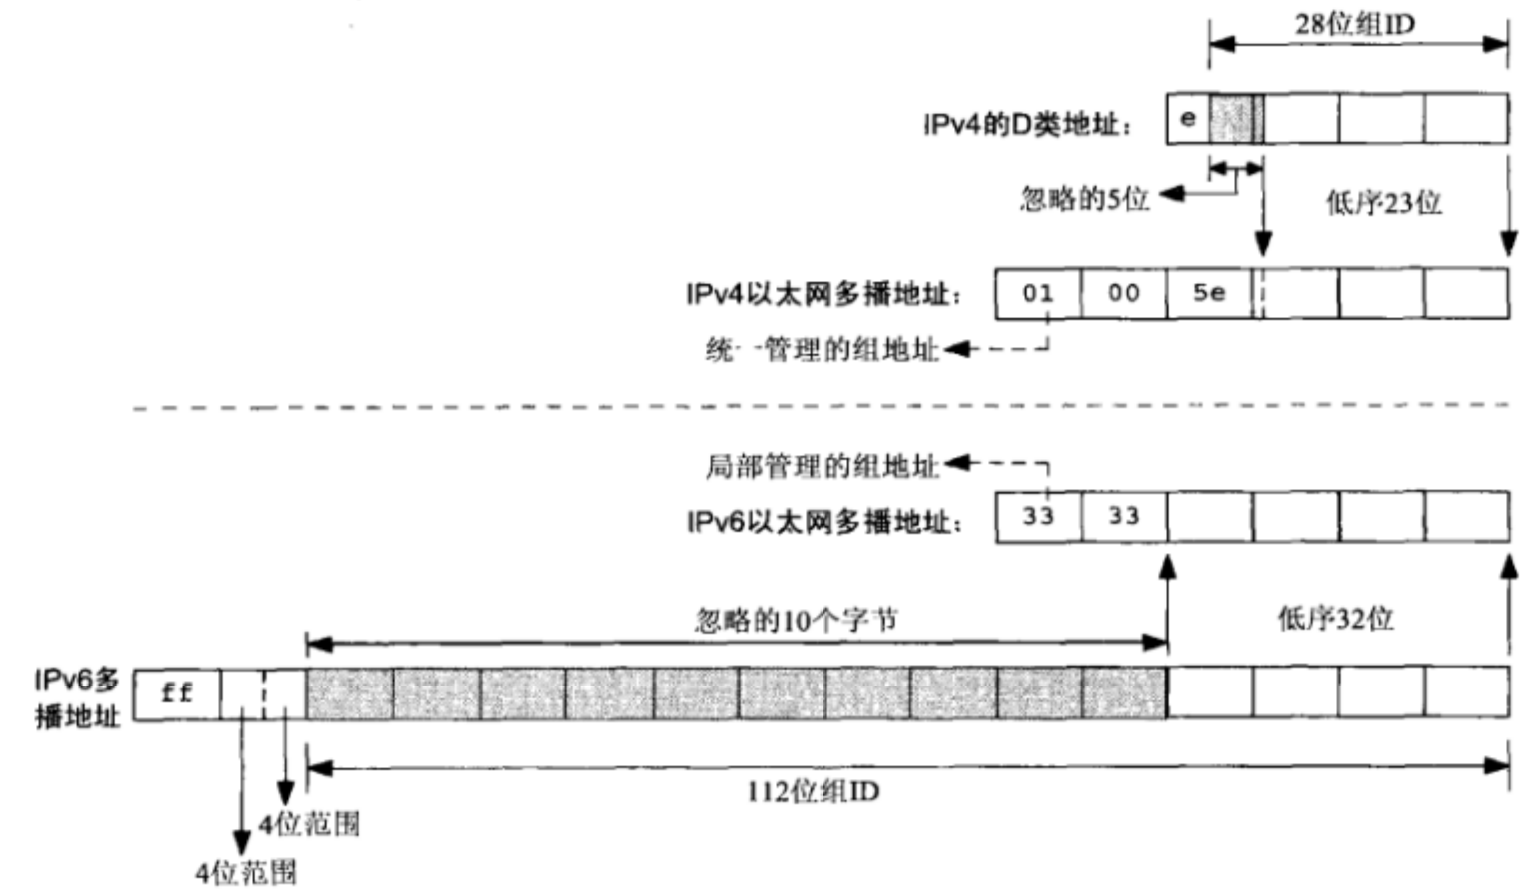 28位组ID
IPv4的D类地址：
e
忽略的5位
低序23位
IPv4以太网多播地址：
01 00 5e
统一管理的组地址
局部管理的组地址
IPv6以太网多播地址：
33 33
忽略的10个字节
低序32位
IPv6多
播地址
ff
112位组ID
4位范围
4位范围